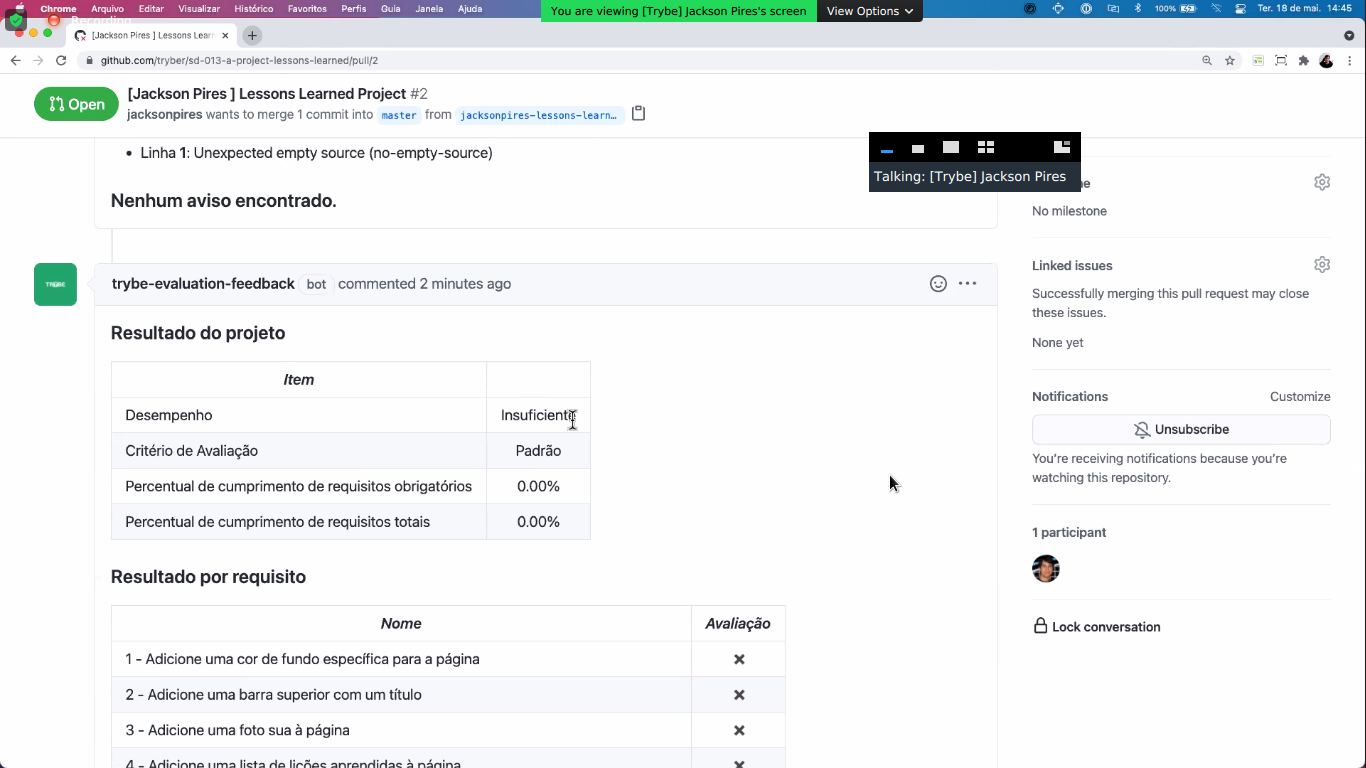 Chrome Arquivo Editar Visualizar Histórico Favoritos Perfis Guia Janela Ajuda
You are viewing [Trybe] Jackson Pires's screen View Options
100% Ter. 18 de mai. 14:45
Recording
[Jackson Pires ] Lessons Lear
github.com/tryber/sd-013-a-project-lessons-learned/pull/2
Open
[Jackson Pires ] Lessons Learned Project #2
jacksonpires wants to merge 1 commit into master from jacksonpires-lessons-learn…
Talking: [Trybe] Jackson Pires
• Linha 1: Unexpected empty source (no-empty-source)
Nenhum aviso encontrado.
TRYBE
trybe-evaluation-feedback bot commented 2 minutes ago
Resultado do projeto
Item
Desempenho Insuficiente
Critério de Avaliação Padrão
Percentual de cumprimento de requisitos obrigatórios 0.00%
Percentual de cumprimento de requisitos totais 0.00%
Resultado por requisito
Nome Avaliação
1 - Adicione uma cor de fundo específica para a página
2 - Adicione uma barra superior com um título
3 - Adicione uma foto sua à página
4 - Adicione uma lista de lições aprendidas à página
No milestone
Linked issues
Successfully merging this pull request may close
these issues.
None yet
Notifications Customize
Unsubscribe
You're receiving notifications because you're
watching this repository.
1 participant
Lock conversation